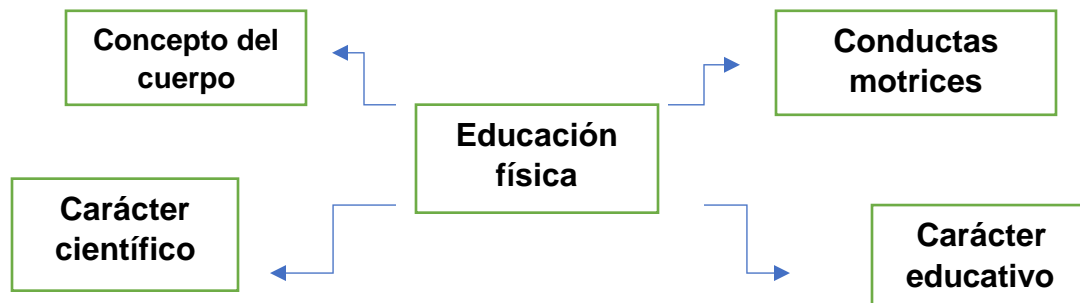 Concepto del
cuerpo
Conductas
motrices
Educación
física
Carácter
científico
Carácter
educativo